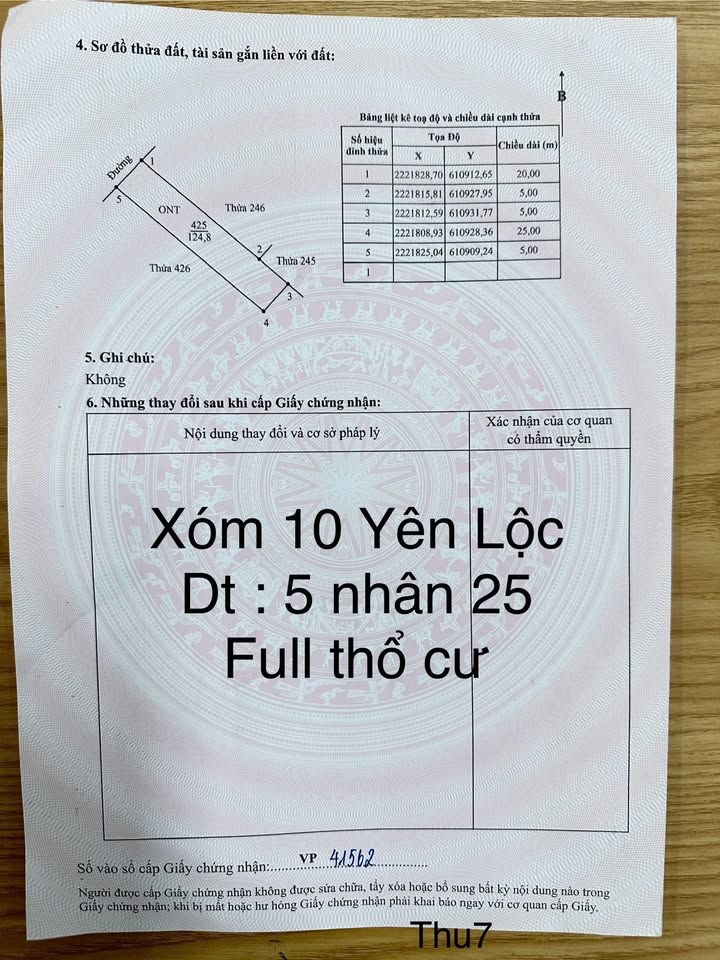 4. Sơ đồ thửa đất, tài sản gắn liền với đất:
B
Bảng liệt kê toạ độ và chiều dài cạnh thửa
Số hiệu đỉnh thửa Tọa Độ Chiều dài (m)
X Y
1 2221828,70 610912,65 20,00
2 2221815,81 610927,95 5,00
3 2221812,59 610931,77 5,00
4 2221808,93 610928,36 25,00
5 2221825,04 610909,24 5,00
1
Đường
1
5
ONT
Thửa 246
425
124,8
2
Thửa 245
Thửa 426
3
4
5. Ghi chú:
Không
6. Những thay đổi sau khi cấp Giấy chứng nhận:
Nội dung thay đổi và cơ sở pháp lý
Xác nhận của cơ quan
có thẩm quyền
Xóm 10 Yên Lộc
Dt : 5 nhân 25
Full thổ cư
Số vào sổ cấp Giấy chứng nhận:.....VP 41562
Người được cấp Giấy chứng nhận không được sửa chữa, tẩy xóa hoặc bổ sung bất kỳ nội dung nào trong
Giấy chứng nhận; khi bị mất hoặc hư hỏng Giấy chứng nhận phải khai báo ngay với cơ quan cấp Giấy.
Thu7